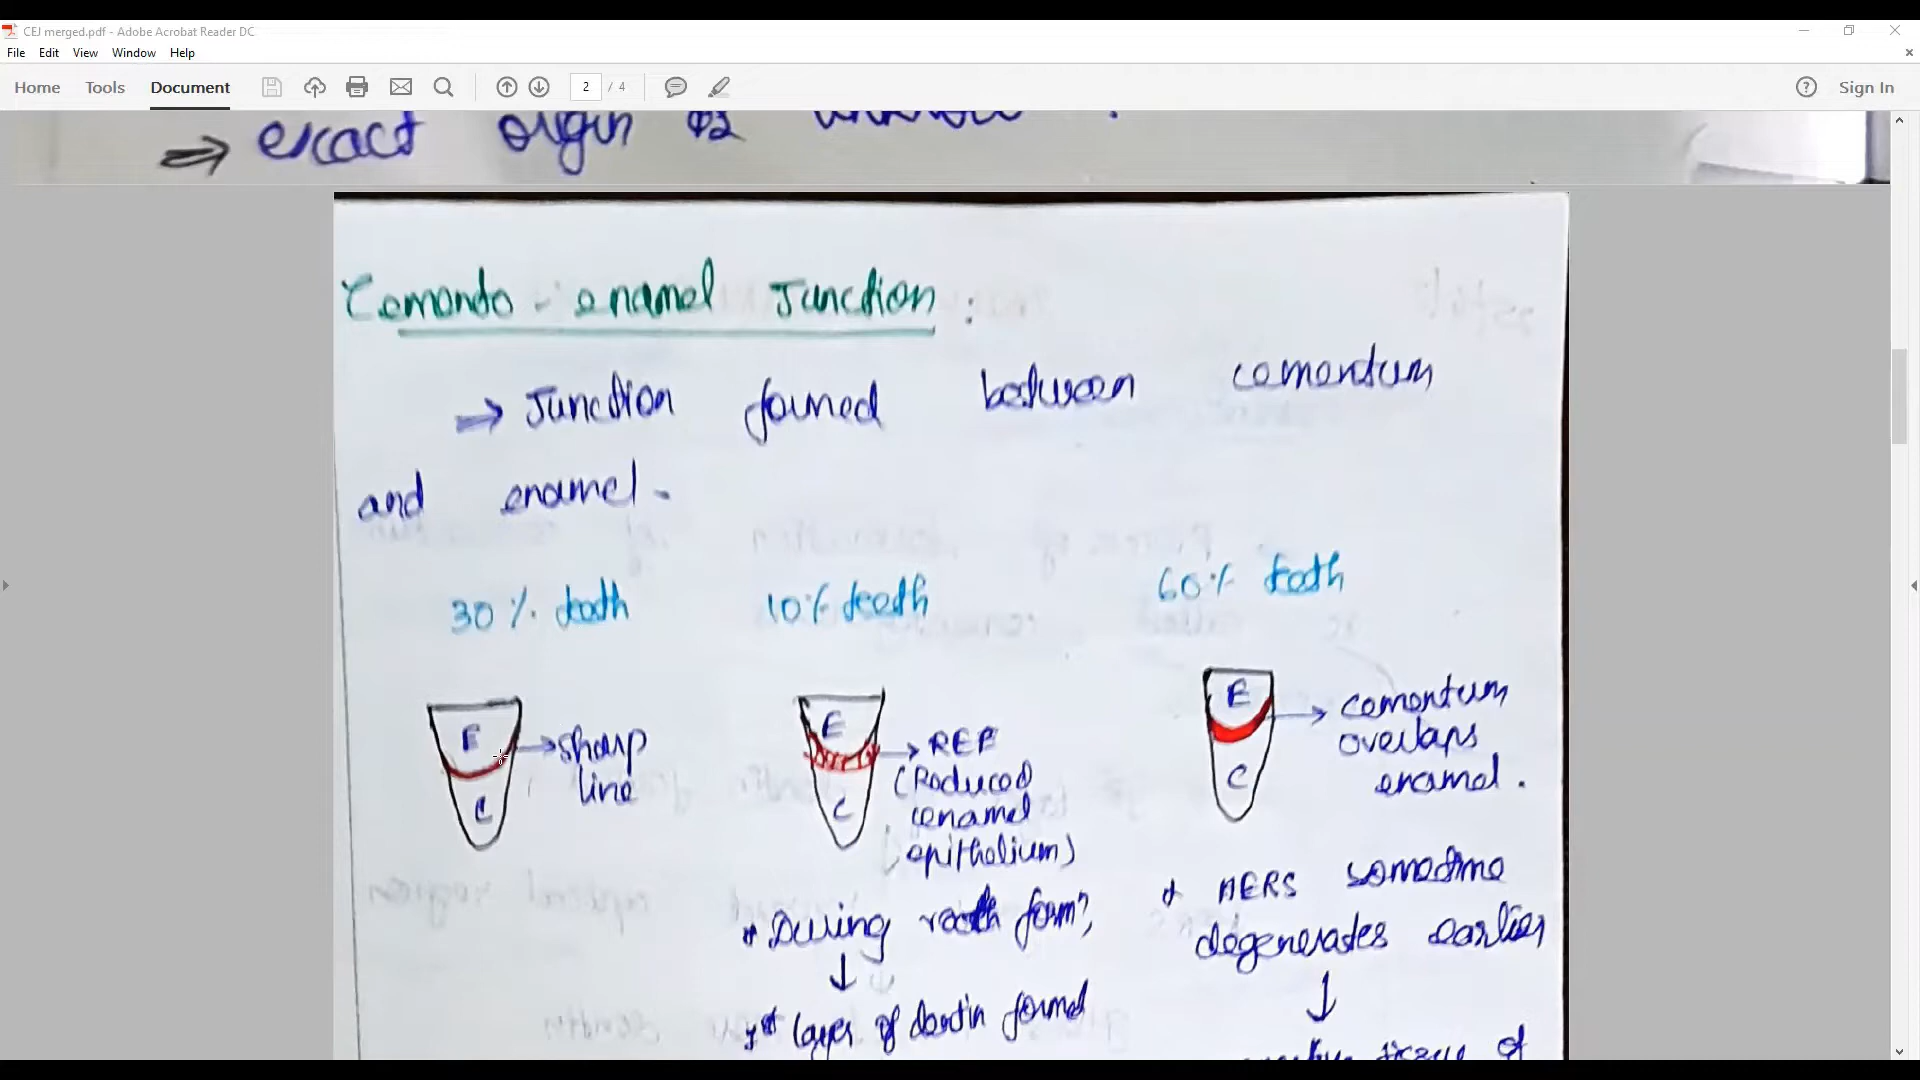 CEJ merged.pdf - Adobe Acrobat Reader DC
File Edit View Window Help
Home Tools Document 2 / 4 Sign In
⇒ exact origin is
Cemento - enamel Junction :
→ Junction formed between cementum
and enamel.
30% teeth 10% teeth 60% teeth
E
C
→ sharp
line
E
C
→ REE
(Reduced
enamel
epithelium)
* During form?,
↓
1st layer of dentin formed
E
C
→ cementum
overlaps
enamel.
* HERS sometime
degenerates earlier
↓
tissue of